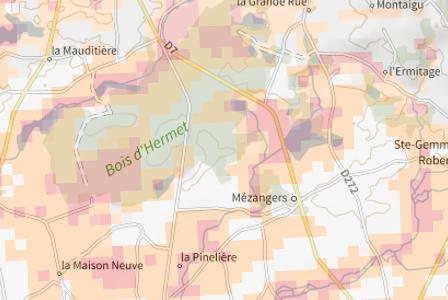 la Grande Rue
Montaigu
la Mauditière
D7
l'Ermitage
Bois d'Hermet
Ste-Gemm
Rober
Mézangers
D272
la Pinelière
la Maison Neuve